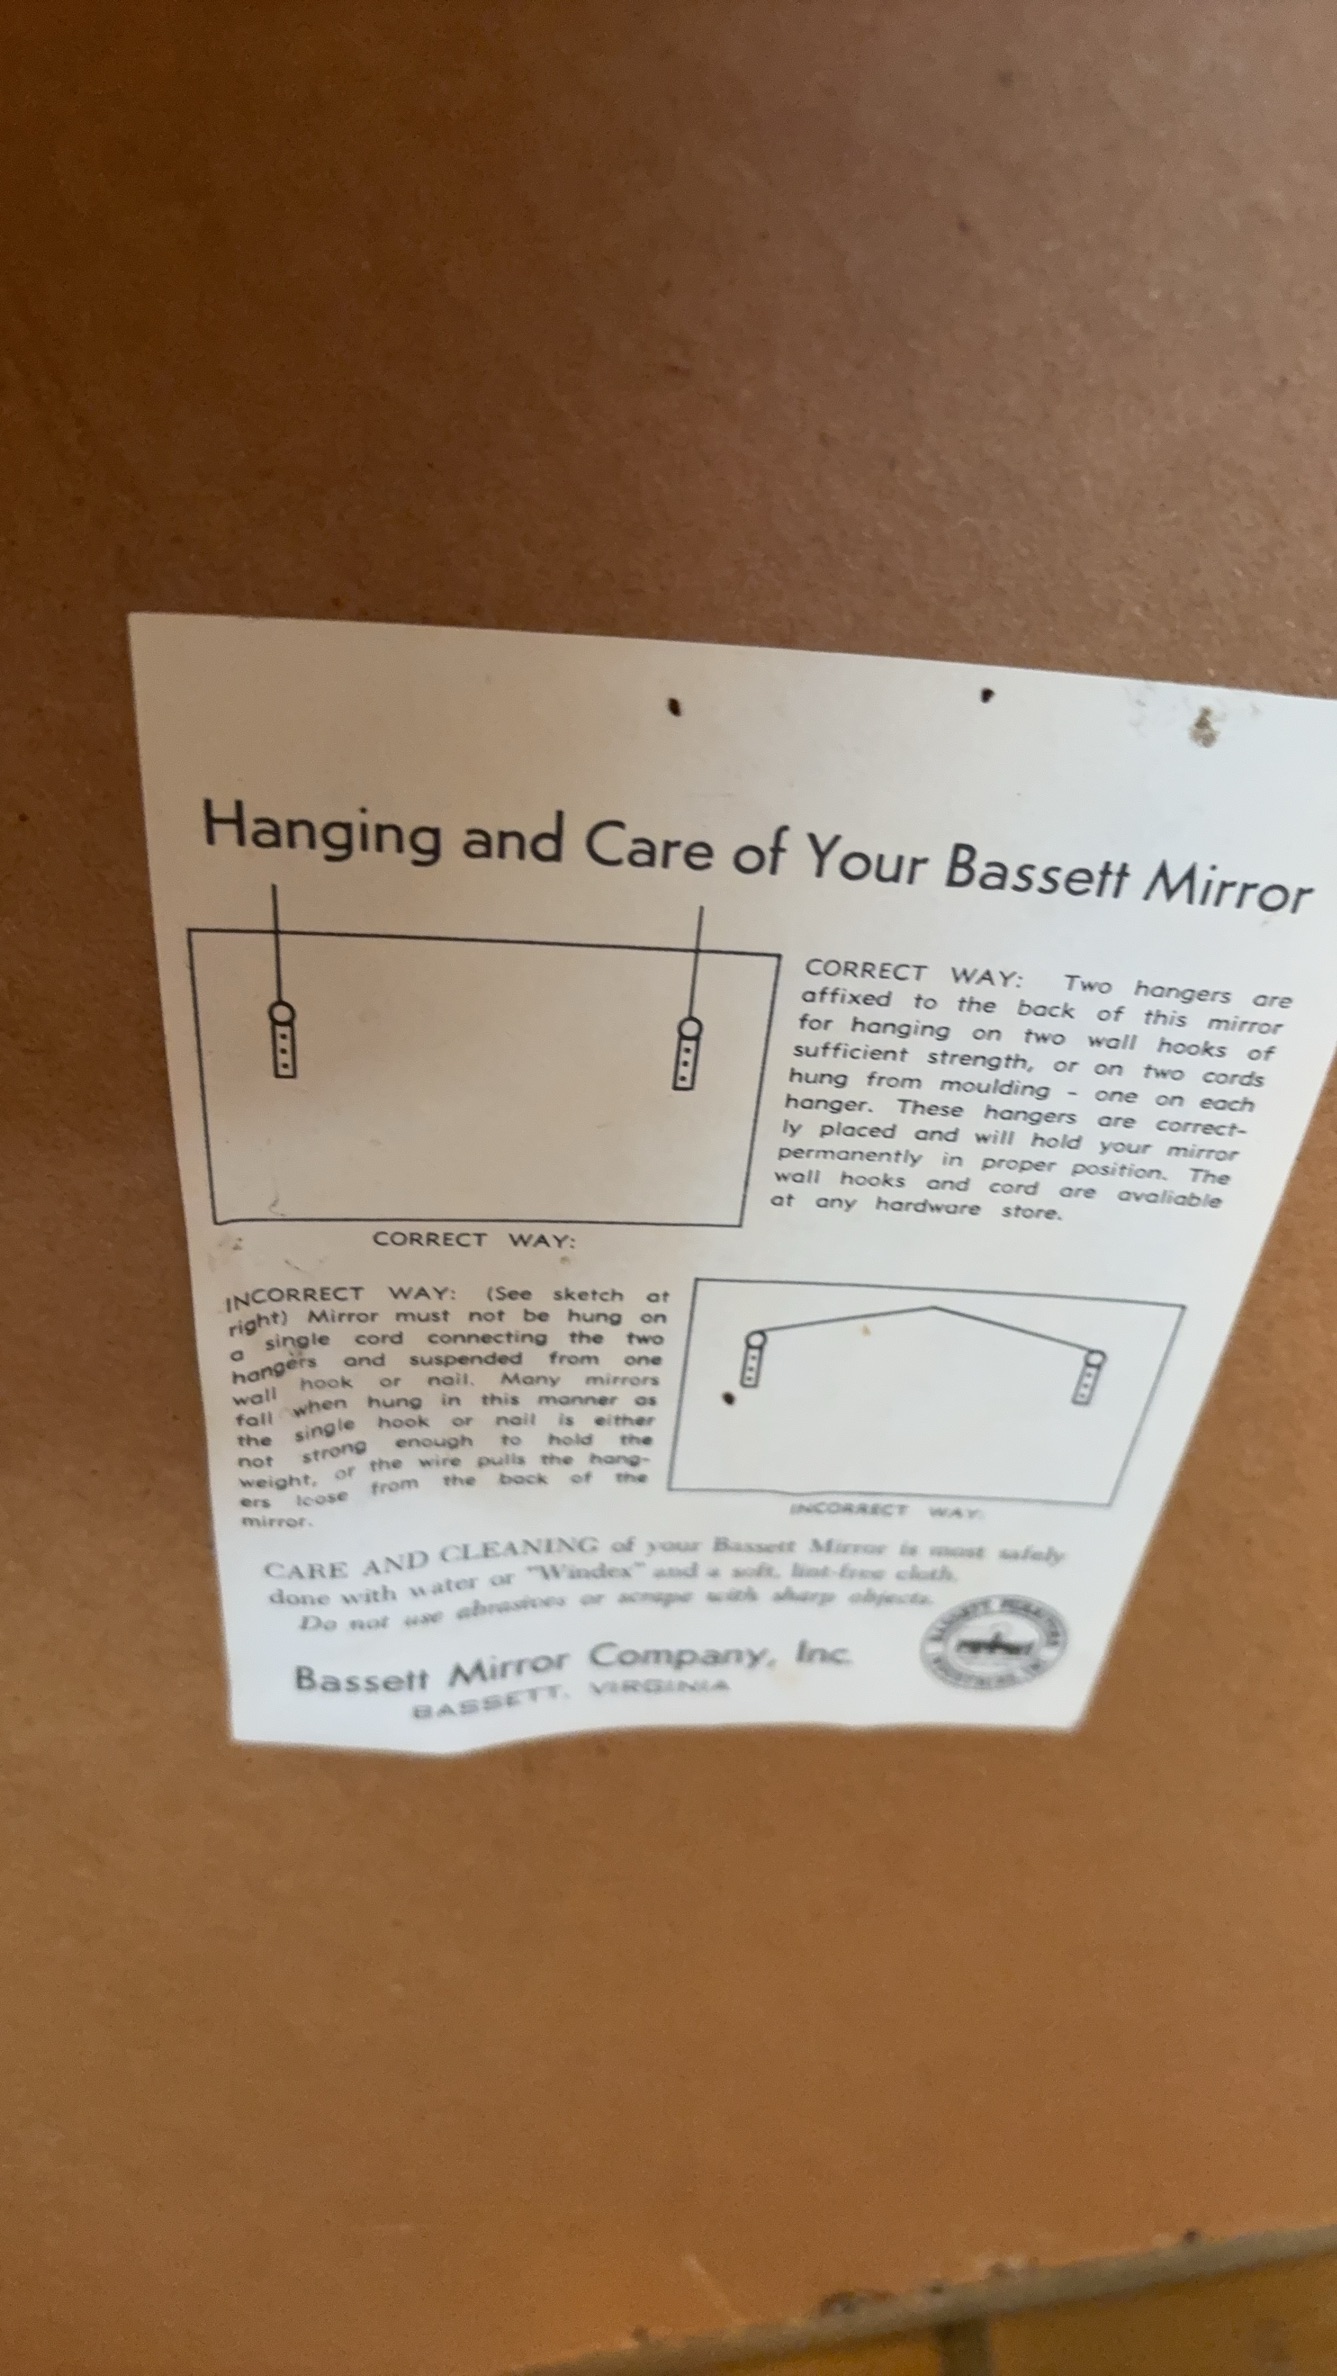 Hanging and Care of Your Bassett Mirror
CORRECT WAY: Two hangers are
affixed to the back of this mirror
for hanging on two wall hooks of
sufficient strength, or on two cords
hung from moulding - one on each
hanger. These hangers are correct-
ly placed and will hold your mirror
permanently in proper position. The
wall hooks and cord are avaliable
at any hardware store.
CORRECT WAY:
INCORRECT WAY: (See sketch at
right) Mirror must not be hung on
a single cord connecting the two
hangers and suspended from one
wall hook or nail. Many mirrors
fall when hung in this manner as
the single hook or nail is either
not strong enough to hold the
weight, or the wire pulls the hang-
ers loose from the back of the
mirror.
INCORRECT WAY:
CARE AND CLEANING of your Bassett Mirror is most safely
done with water or "Windex" and a soft, lint-free cloth.
Do not use abrasives or scrape with sharp objects.
Bassett Mirror Company, Inc.
BASSETT, VIRGINIA